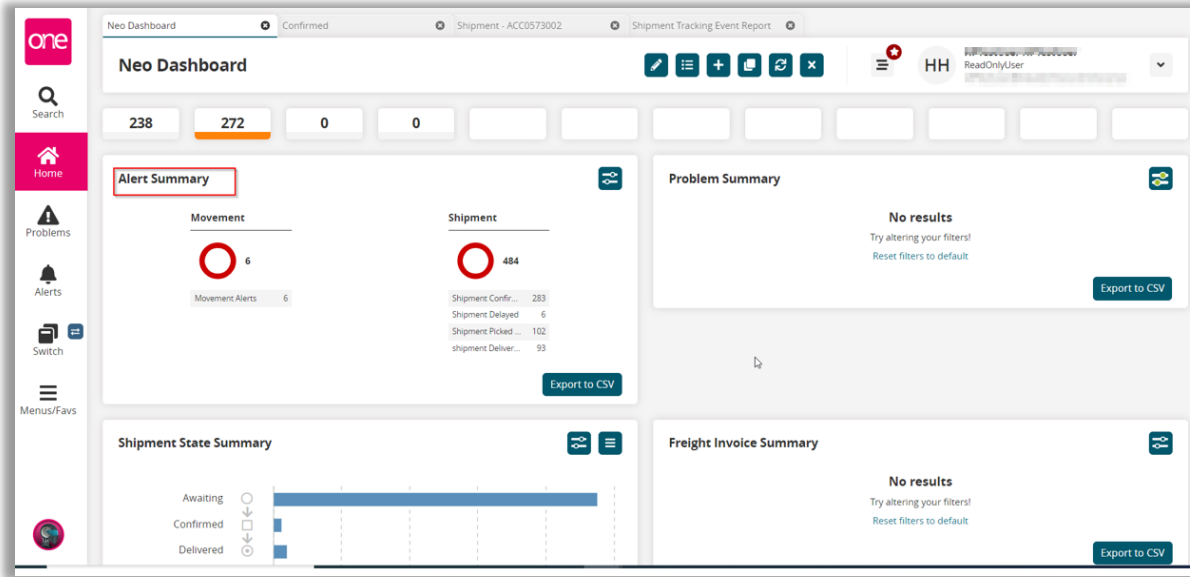 one
Neo Dashboard
Confirmed
Shipment - ACC0573002
Shipment Tracking Event Report
Neo Dashboard
HH
ReadOnlyUser
Search
Home
Problems
Alerts
Switch
Menus/Favs
238
272
0
0
Alert Summary
Movement
6
Movement Alerts 6
Shipment
484
Shipment Confir... 283
Shipment Delayed 6
Shipment Picked ... 102
shipment Deliver... 93
Export to CSV
Problem Summary
No results
Try altering your filters!
Reset filters to default
Export to CSV
Shipment State Summary
Awaiting
Confirmed
Delivered
Freight Invoice Summary
No results
Try altering your filters!
Reset filters to default
Export to CSV